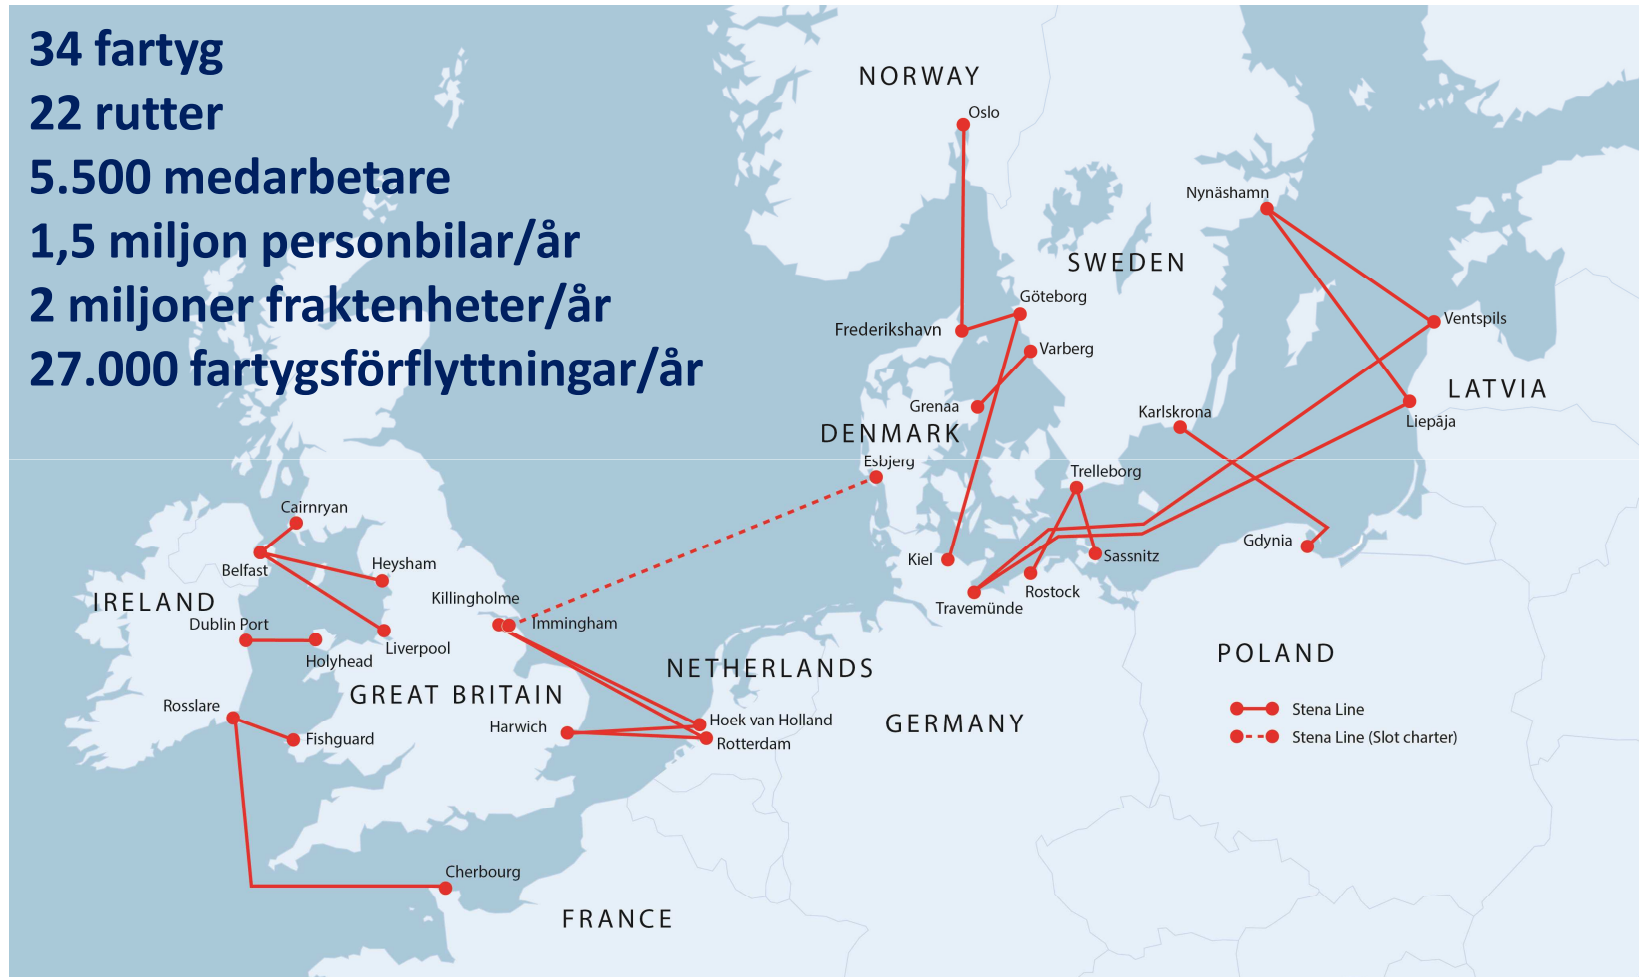 34 fartyg
22 rutter
5.500 medarbetare
1,5 miljon personbilar/år
2 miljoner fraktenheter/år
27.000 fartygsförflyttningar/år
NORWAY
Oslo
Nynäshamn
SWEDEN
Göteborg
Frederikshavn
Ventspils
Varberg
LATVIA
Grenaa
Karlskrona
Liepāja
DENMARK
Esbjerg
Trelleborg
Cairnryan
Gdynia
Sassnitz
Kiel
Heysham
Belfast
Rostock
Killingholme
IRELAND
Travemünde
Dublin Port
Immingham
Liverpool
Holyhead
POLAND
NETHERLANDS
GREAT BRITAIN
Rosslare
Stena Line
Hoek van Holland
GERMANY
Harwich
Fishguard
Stena Line (Slot charter)
Rotterdam
Cherbourg
FRANCE